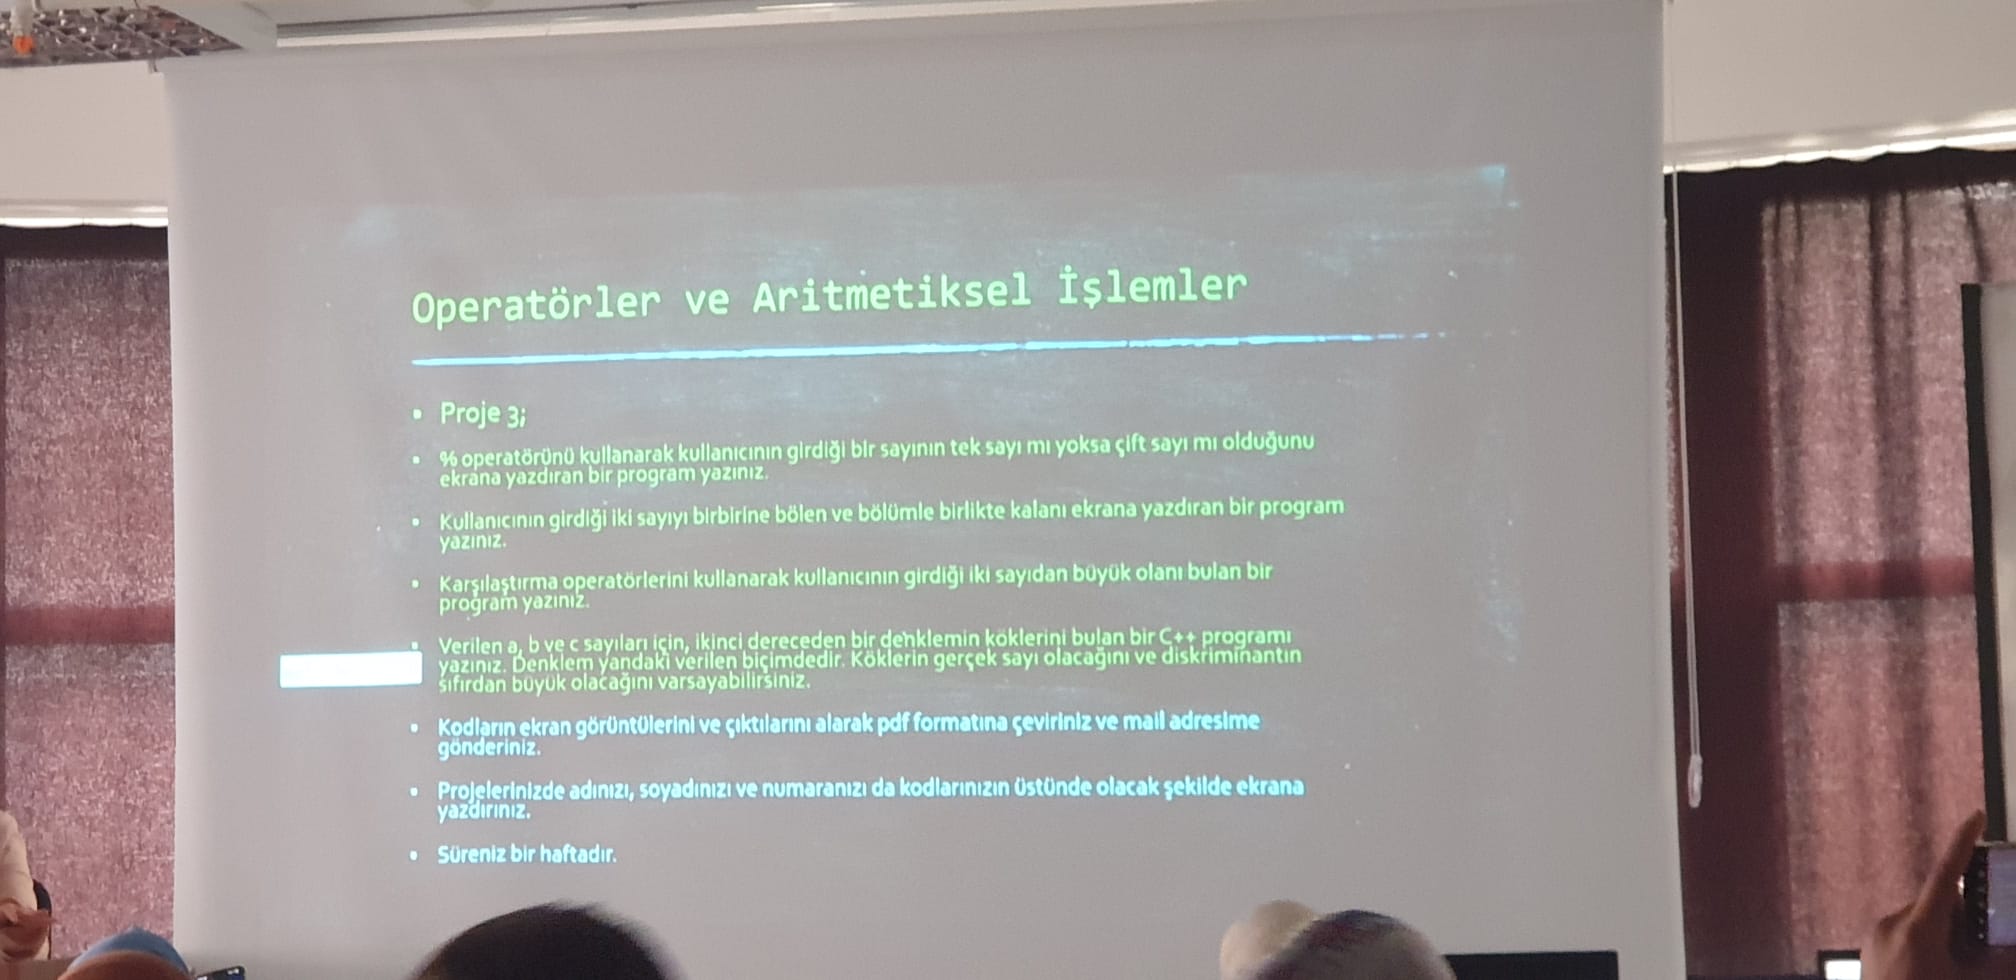 Operatörler ve Aritmetiksel İşlemler
• Proje 3;
• % operatörünü kullanarak kullanıcının girdiği bir sayının tek sayı mı yoksa çift sayı mı olduğunu
ekrana yazdıran bir program yazınız.
• Kullanıcının girdiği iki sayıyı birbirine bölen ve bölümle birlikte kalanı ekrana yazdıran bir program
yazınız.
• Karşılaştırma operatörlerini kullanarak kullanıcının girdiği iki sayıdan büyük olanı bulan bir
program yazınız.
• Verilen a, b ve c sayıları için, ikinci dereceden bir denklemin köklerini bulan bir C++ programı
yazınız. Denklem yandaki verilen biçimdedir. Köklerin gerçek sayı olacağını ve diskriminantın
sıfırdan büyük olacağını varsayabilirsiniz.
• Kodların ekran görüntülerini ve çıktılarını alarak pdf formatına çeviriniz ve mail adresime
gönderiniz.
• Projelerinizde adınızı, soyadınızı ve numaranızı da kodlarınızın üstünde olacak şekilde ekrana
yazdırınız.
• Süreniz bir haftadır.